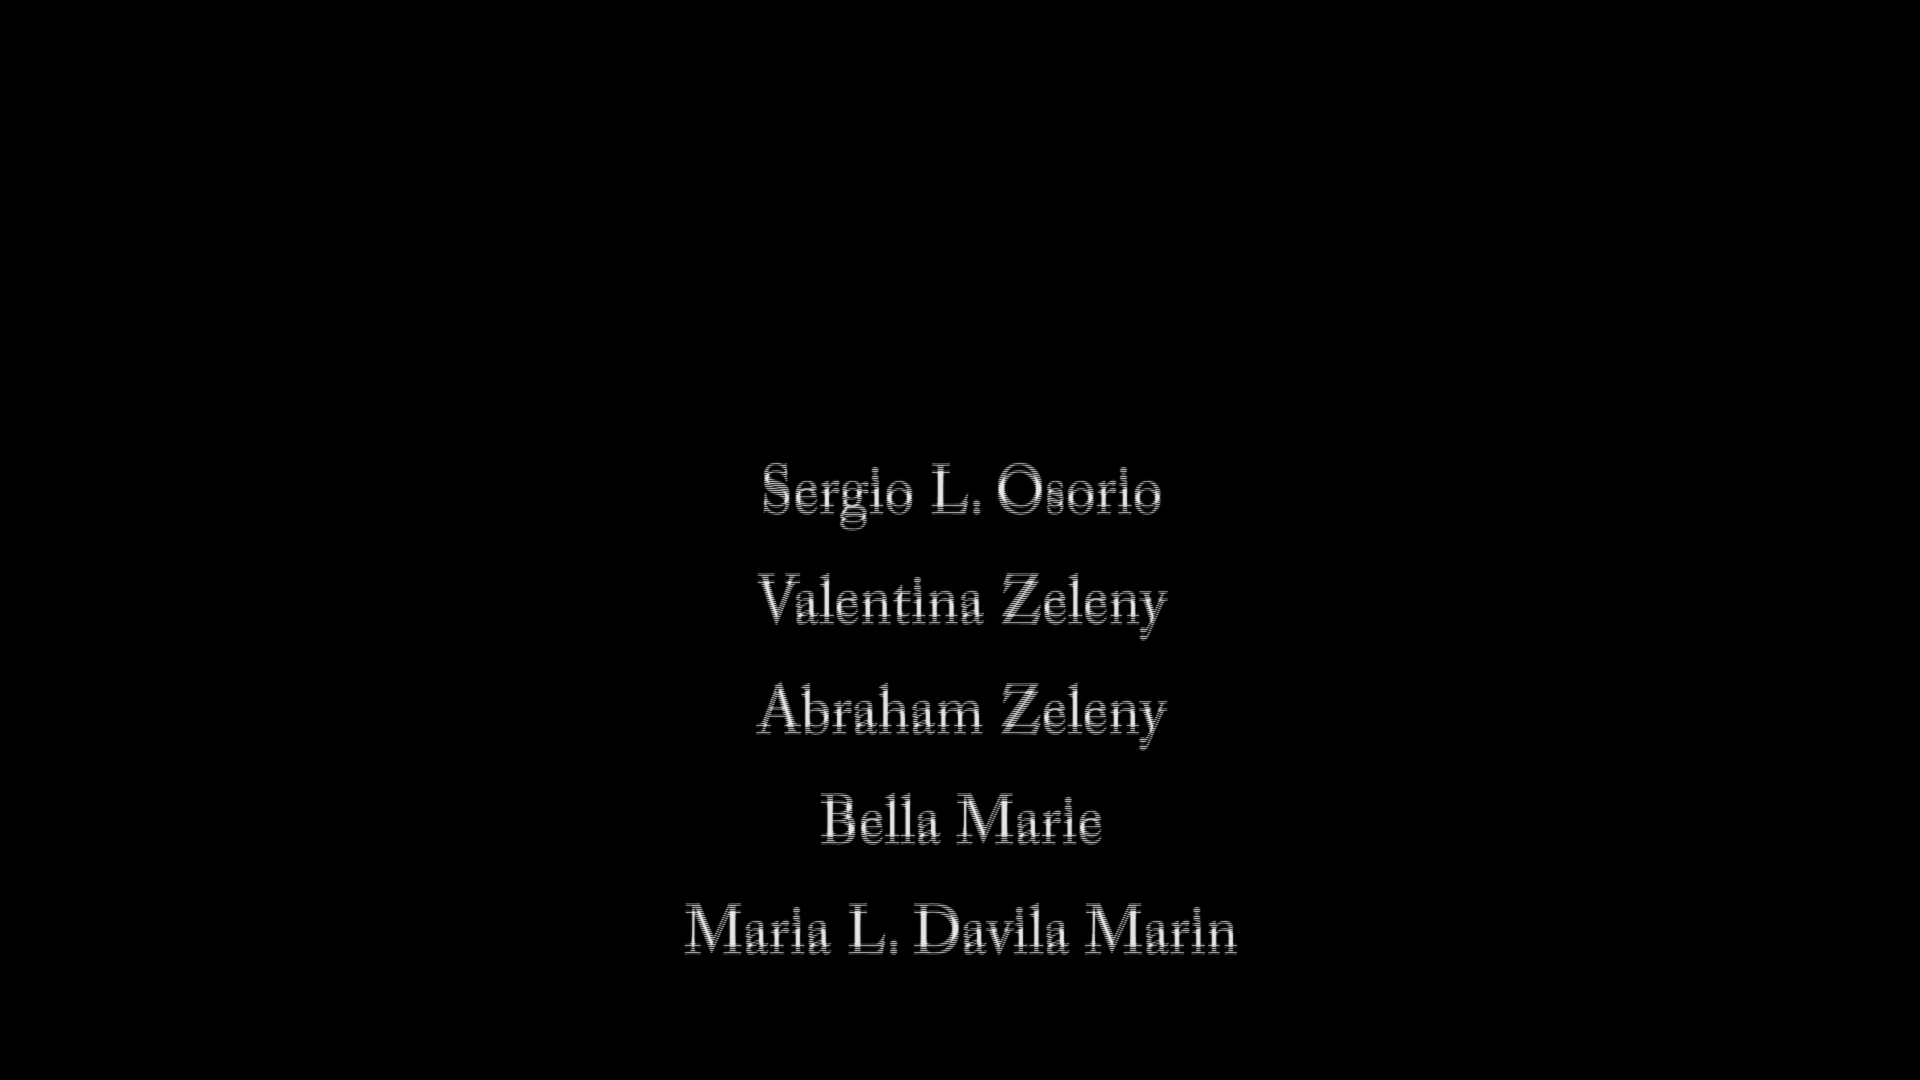 Sergio L. Osorio
Valentina Zeleny
Abraham Zeleny
Bella Marie
Maria L. Davila Marin